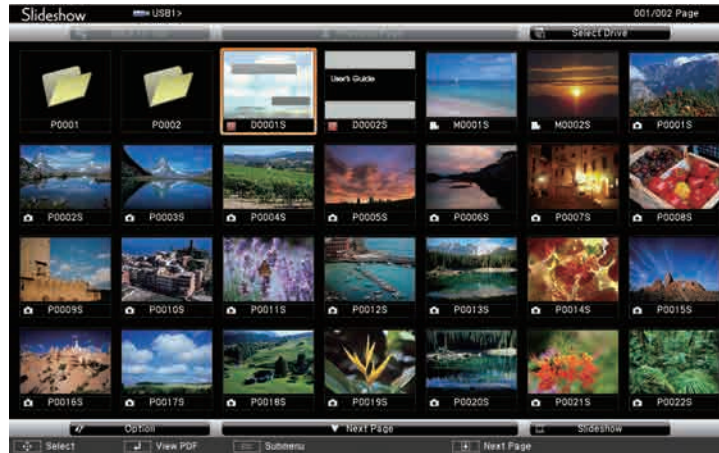 Slideshow USB1> 001/002 Page
Select Drive
User's Guide
P0001 P0002 D0001S D0002S M0001S M0002S P0001S
P0002S P0003S P0004S P0005S P0006S P0007S P0008S
P0009S P0010S P0011S P0012S P0013S P0014S P0015S
P0016S P0017S P0018S P0019S P0020S P0021S P0022S
Option Next Page Slideshow
Select View PDF Submenu Next Page